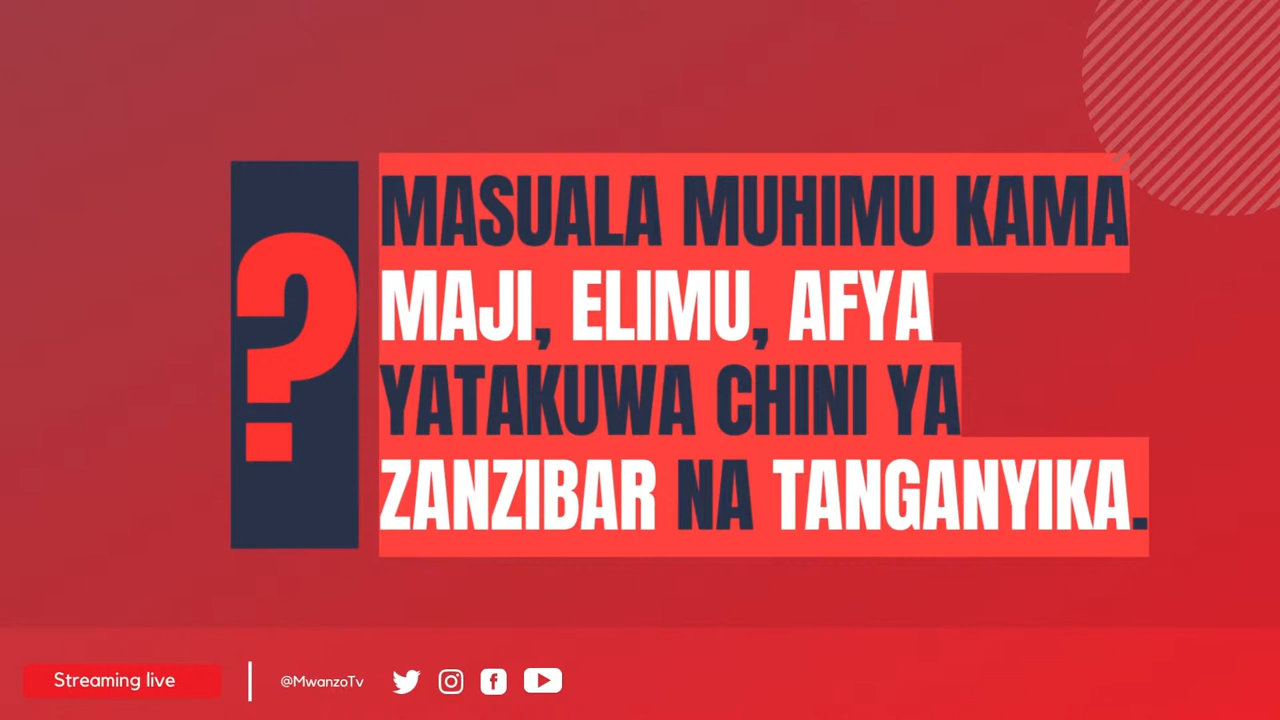 ?
MASUALA MUHIMU KAMA
MAJI, ELIMU, AFYA
YATAKUWA CHINI YA
ZANZIBAR NA TANGANYIKA.
Streaming live
@MwanzoTv